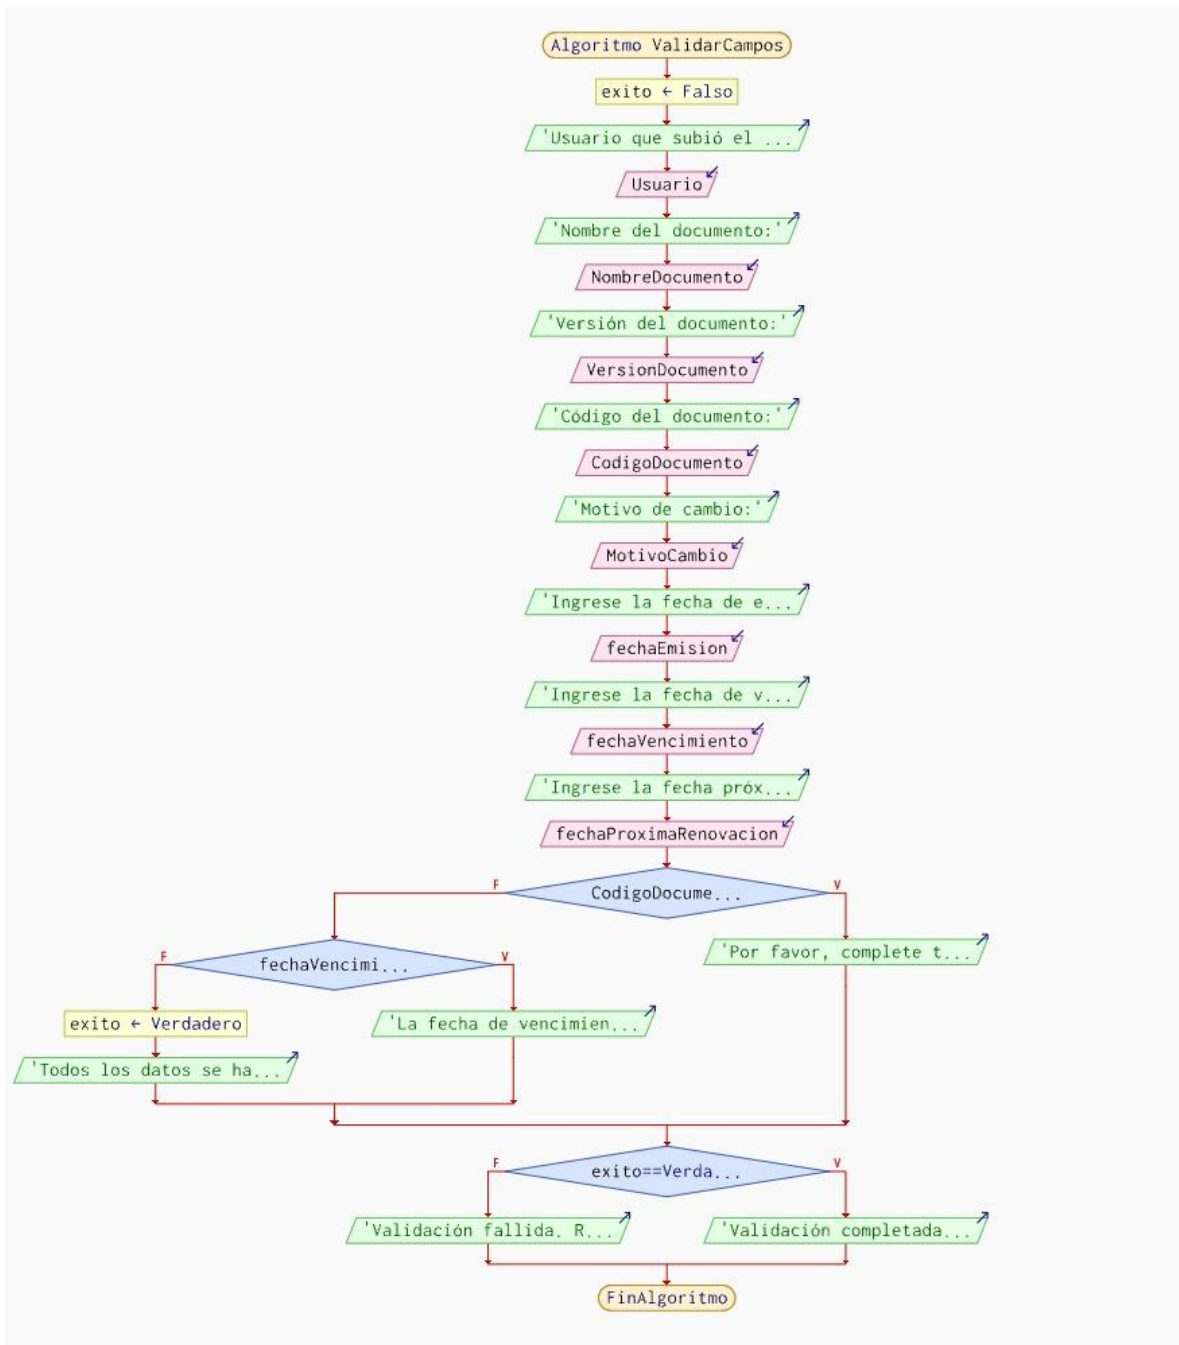 Algoritmo ValidarCampos
exito ← Falso
'Usuario que subió el ...
Usuario
'Nombre del documento:'
NombreDocumento
'Versión del documento:'
VersionDocumento
'Código del documento:'
CodigoDocumento
'Motivo de cambio:'
MotivoCambio
'Ingrese la fecha de e...
fechaEmision
'Ingrese la fecha de v...
fechaVencimiento
'Ingrese la fecha próx...
fechaProximaRenovacion
F
CodigoDocume...
V
F
fechaVencimi...
V
'Por favor, complete t...
exito ← Verdadero
'La fecha de vencimien...
'Todos los datos se ha...
F
exito==Verda...
V
'Validación fallida. R...
'Validación completada...
FinAlgoritmo